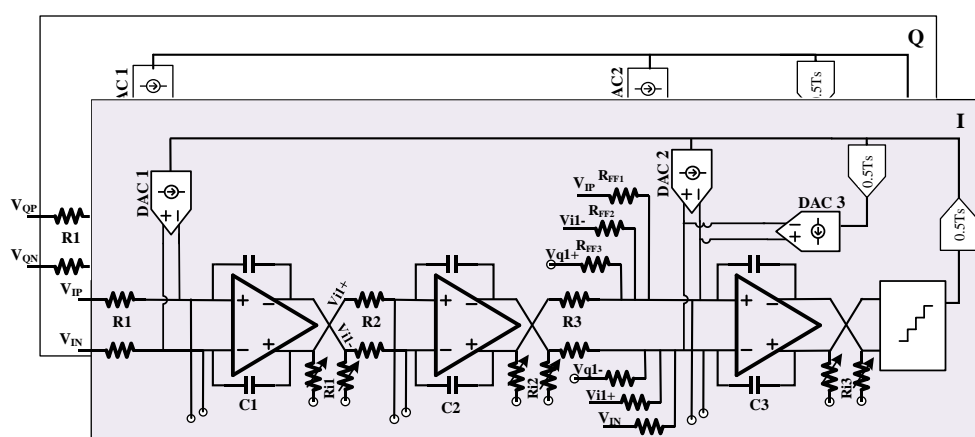 Q
AC 1
AC2
0.5Ts
I
DAC 1
DAC 2
0.5Ts
DAC 3
0.5Ts
VIP
RFF1
Vi1-
RFF2
Vq1+
RFF3
VQP
R1
VQN
VIP
R1
VIN
Vi1+
Vi1-
R2
R3
Ri1
Ri2
Ri3
C1
C2
C3
Vq1-
Vi1+
VIN
+
−
−
+
+
−
−
+
+
−
−
+
+
−
+
−
+
−